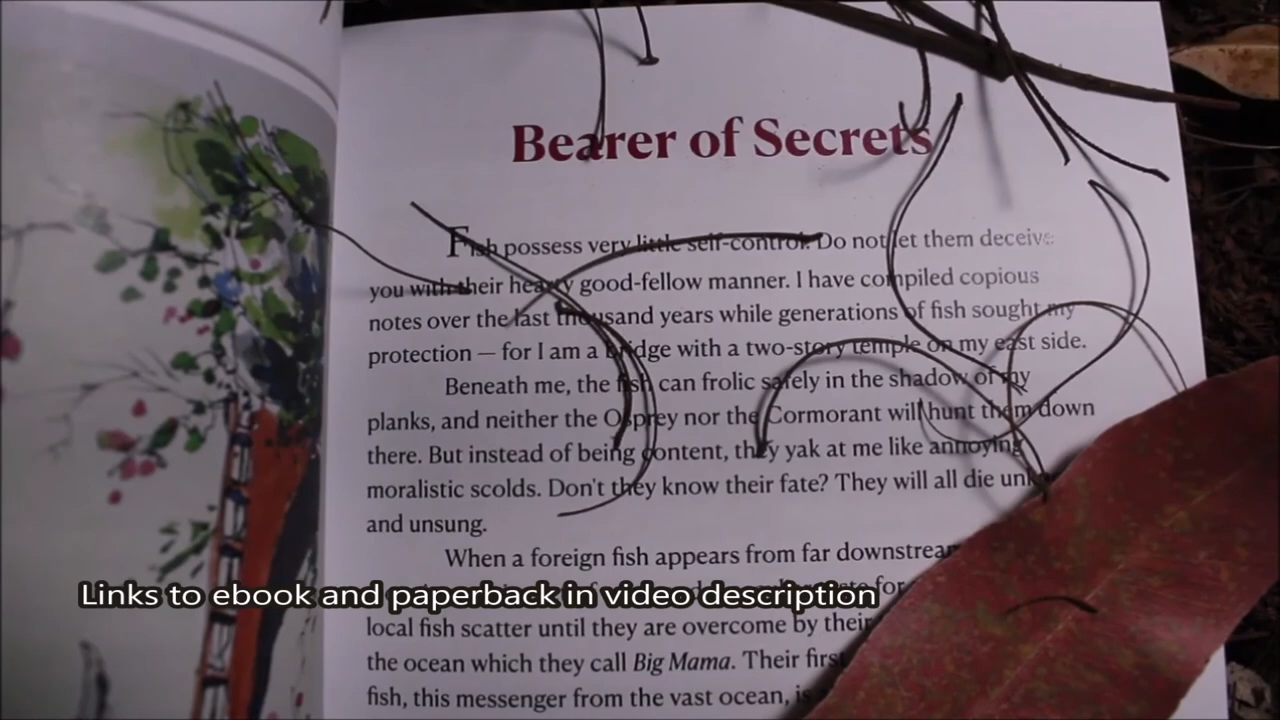 Bearer of Secrets
Fish possess very little self-control. Do not let them deceive
you with their hearty good-fellow manner. I have compiled copious
notes over the last thousand years while generations of fish sought my
protection — for I am a bridge with a two-story temple on my east side.
Beneath me, the fish can frolic safely in the shadow of my
planks, and neither the Osprey nor the Cormorant will hunt them down
there. But instead of being content, they yak at me like annoying
moralistic scolds. Don't they know their fate? They will all die
and unsung.
When a foreign fish appears from far downstream
for
Links to ebook and paperback in video description
local fish scatter until they are overcome by their
the ocean which they call Big Mama. Their first
fish, this messenger from the vast ocean, is